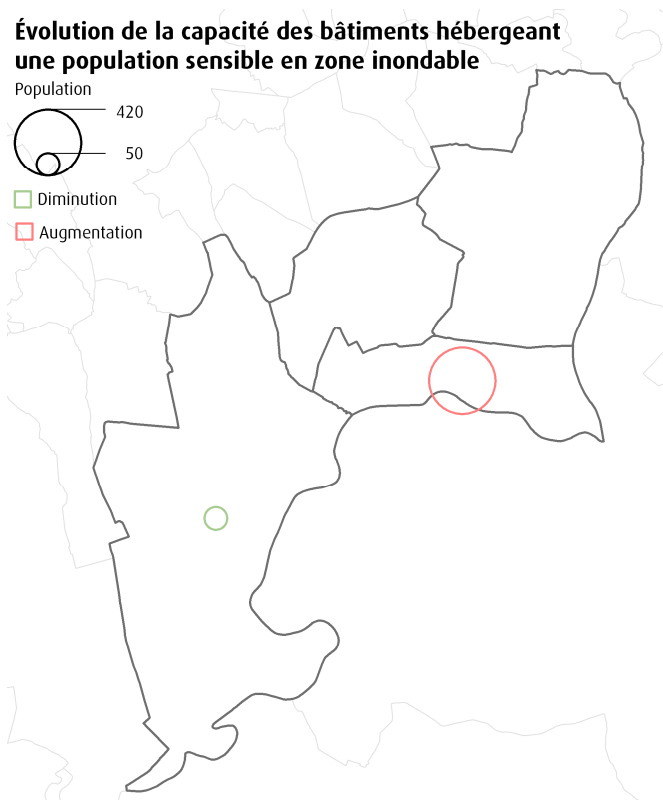 Évolution de la capacité des bâtiments hébergeant
une population sensible en zone inondable
Population
420
50
Diminution
Augmentation